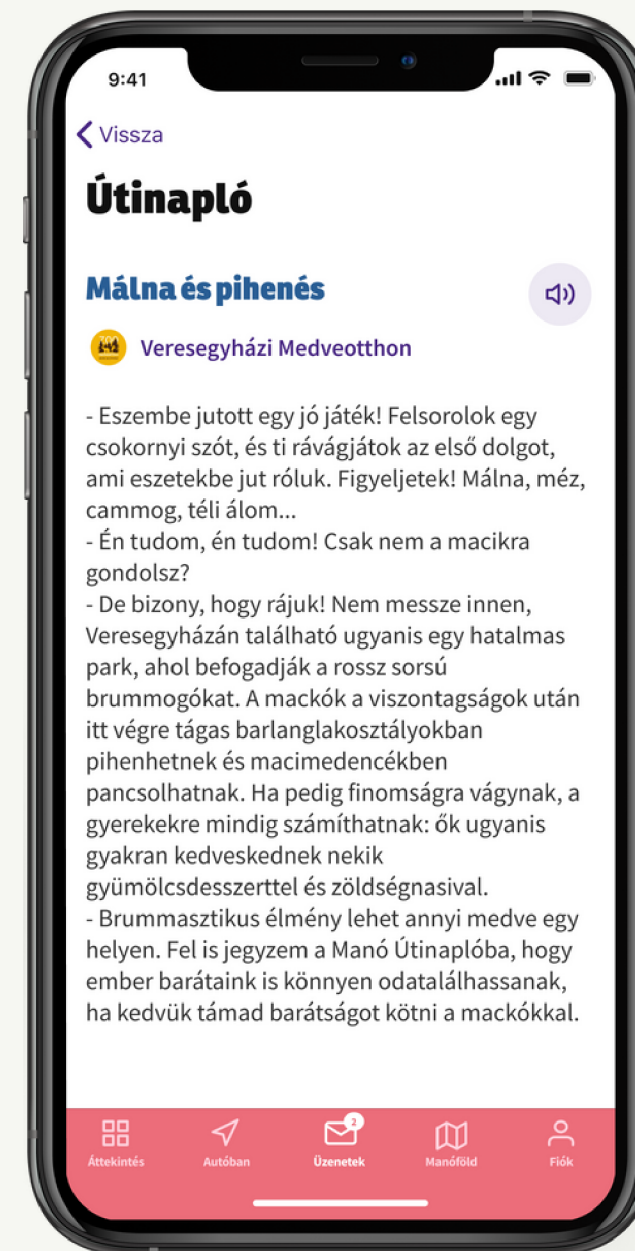 9:41
Vissza
Útinapló
Málna és pihenés
Veresegyházi Medveotthon
- Eszembe jutott egy jó játék! Felsorolok egy
csokornyi szót, és ti rávágjátok az első dolgot,
ami eszetekbe jut róluk. Figyeljetek! Málna, méz,
cammog, téli álom...
- Én tudom, én tudom! Csak nem a macikra
gondolsz?
- De bizony, hogy rájuk! Nem messze innen,
Veresegyházán található ugyanis egy hatalmas
park, ahol befogadják a rossz sorsú
brummogókat. A mackók a viszontagságok után
itt végre tágas barlanglakosztályokban
pihenhetnek és macimedencékben
pancsolhatnak. Ha pedig finomságra vágynak, a
gyerekekre mindig számíthatnak: ők ugyanis
gyakran kedveskednek nekik
gyümölcsdesszerttel és zöldségnasival.
- Brummasztikus élmény lehet annyi medve egy
helyen. Fel is jegyzem a Manó Útinaplóba, hogy
ember barátaink is könnyen odatalálhassanak,
ha kedvük támad barátságot kötni a mackókkal.
2
Áttekintés Autóban Üzenetek Manóföld Fiók